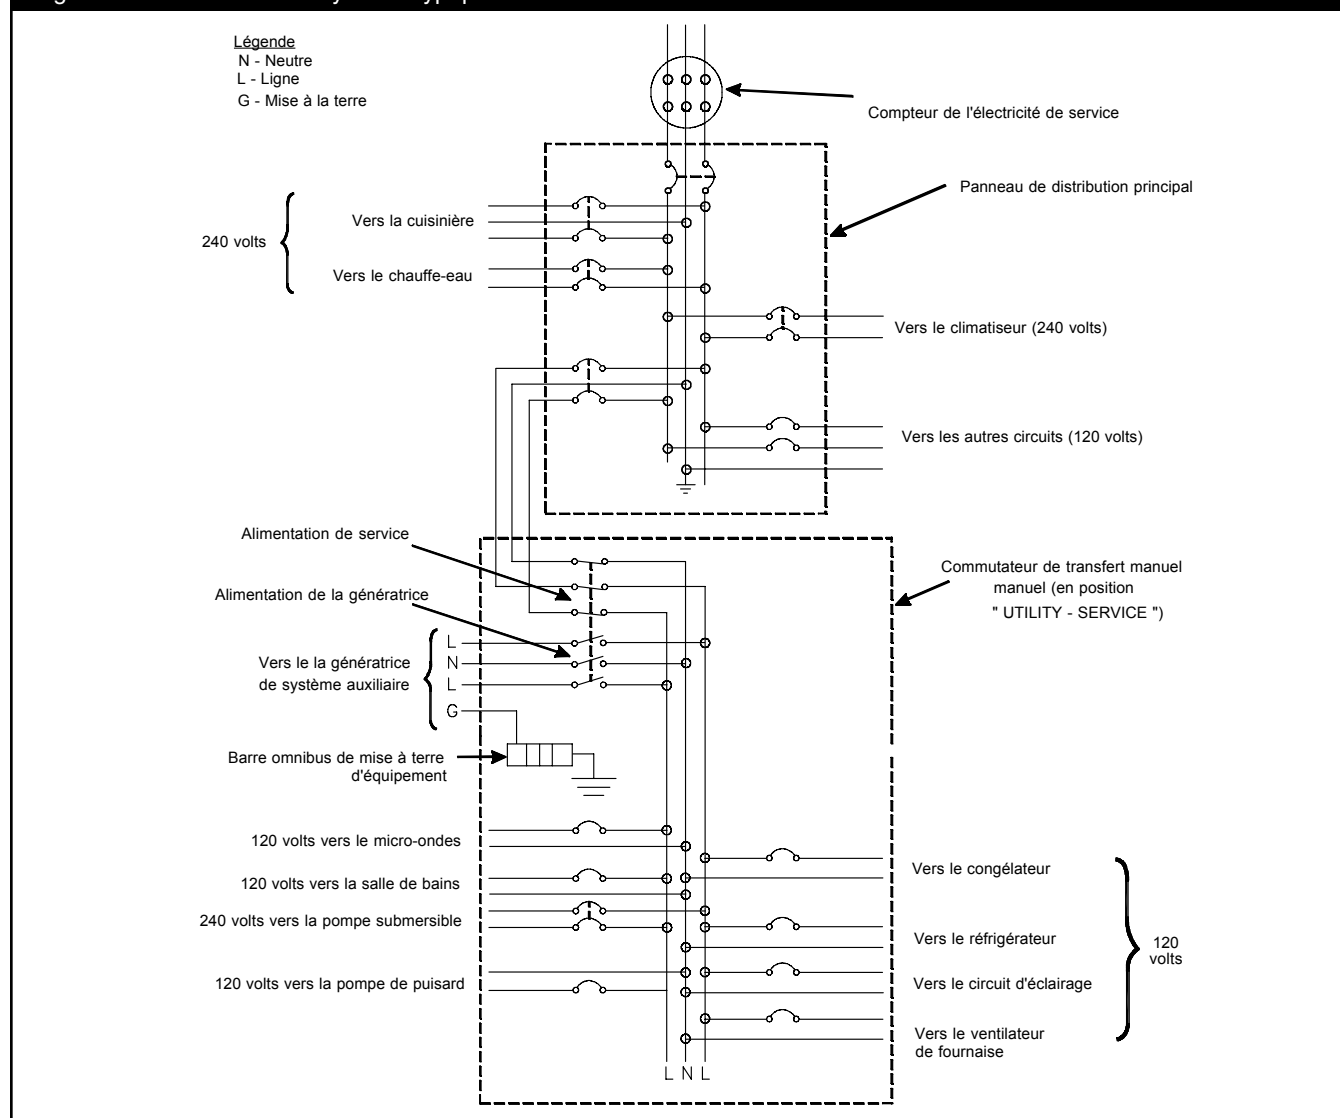 Légende
N - Neutre
L - Ligne
G - Mise à la terre
Compteur de l'électricité de service
Panneau de distribution principal
Vers la cuisinière
240 volts
Vers le chauffe-eau
Vers le climatiseur (240 volts)
Vers les autres circuits (120 volts)
Alimentation de service
Alimentation de la génératrice
Commutateur de transfert manuel
manuel (en position
" UTILITY - SERVICE ")
L
N
L
G
Vers le la génératrice
de système auxiliaire
Barre omnibus de mise à terre
d'équipement
120 volts vers le micro-ondes
120 volts vers la salle de bains
240 volts vers la pompe submersible
120 volts vers la pompe de puisard
Vers le congélateur
Vers le réfrigérateur
120
volts
Vers le circuit d'éclairage
Vers le ventilateur
de fournaise
L N L